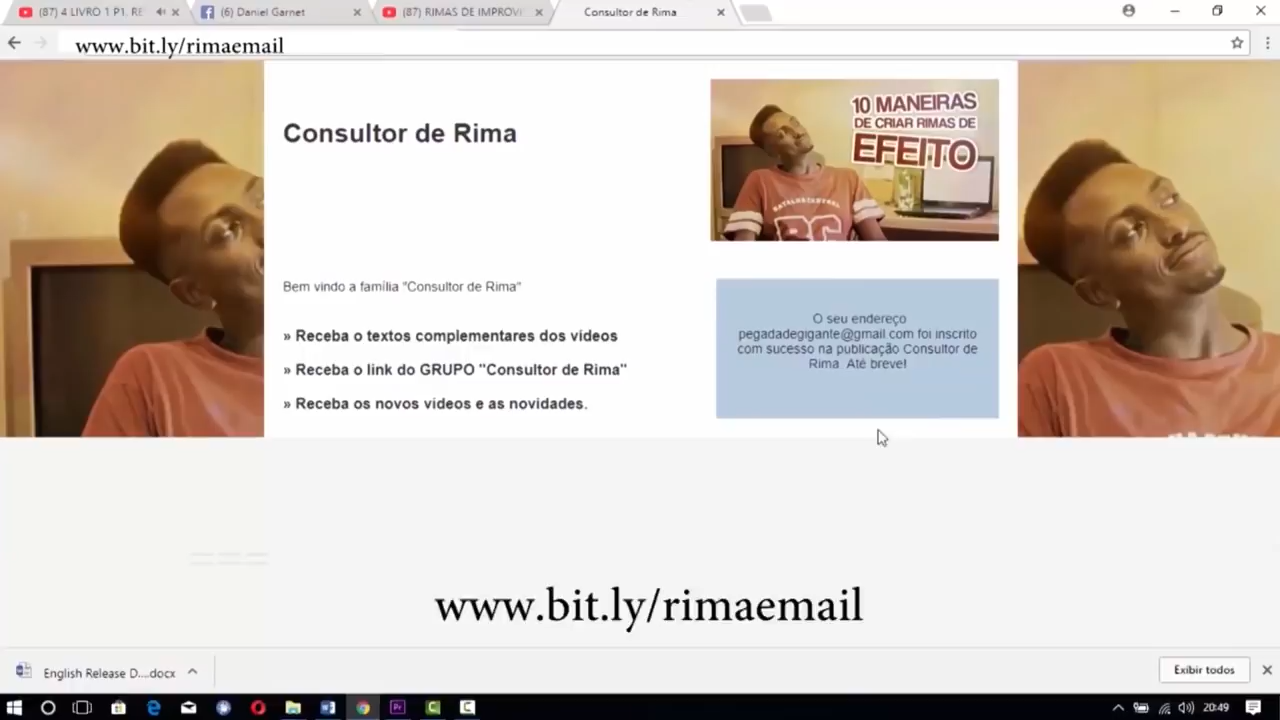 (87) 4 LIVRO 1 P1. RE
(6) Daniel Garnet
(87) RIMAS DE IMPROVI
Consultor de Rima
www.bit.ly/rimaemail
Consultor de Rima
10 MANEIRAS
DE CRIAR RIMAS DE
EFEITO
BATALHACENTRAL
BC
Bem vindo a família "Consultor de Rima"
» Receba o textos complementares dos vídeos
» Receba o link do GRUPO "Consultor de Rima"
» Receba os novos videos e as novidades.
O seu endereço
pegadadegigante@gmail.com foi inscrito
com sucesso na publicação Consultor de
Rima. Até breve!
www.bit.ly/rimaemail
English Release D....docx
Exibir todos
Pr
20:49